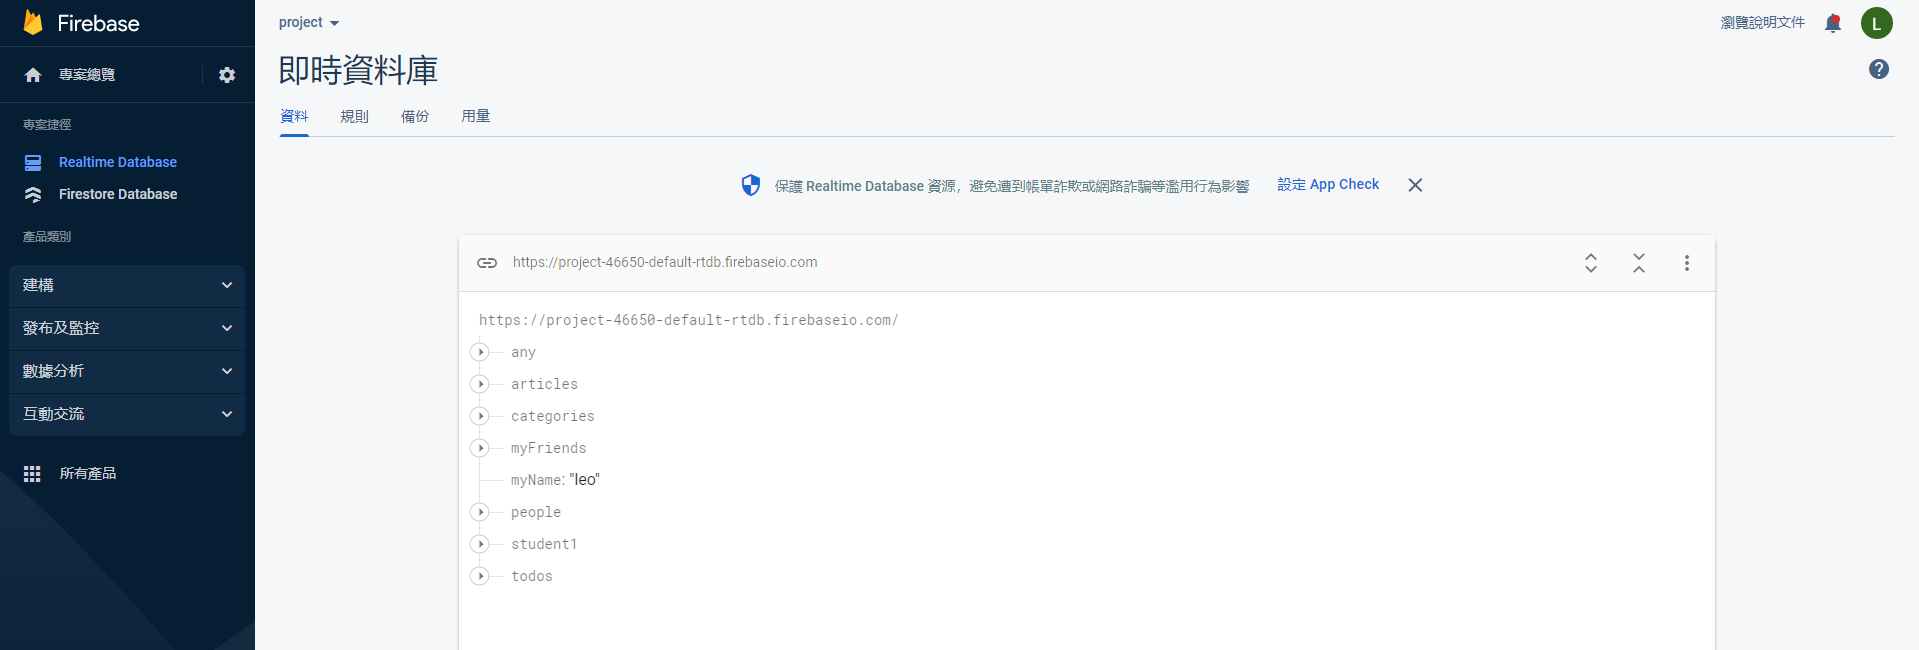 Firebase
專案總覽
專案捷徑
Realtime Database
Firestore Database
產品類別
建構
發布及監控
數據分析
互動交流
所有產品
project
瀏覽說明文件
L
即時資料庫
資料 規則 備份 用量
保護 Realtime Database 資源，避免遭到帳單詐欺或網路詐騙等濫用行為影響 設定 App Check
https://project-46650-default-rtdb.firebaseio.com
https://project-46650-default-rtdb.firebaseio.com/
any
articles
categories
myFriends
myName: "leo"
people
student1
todos